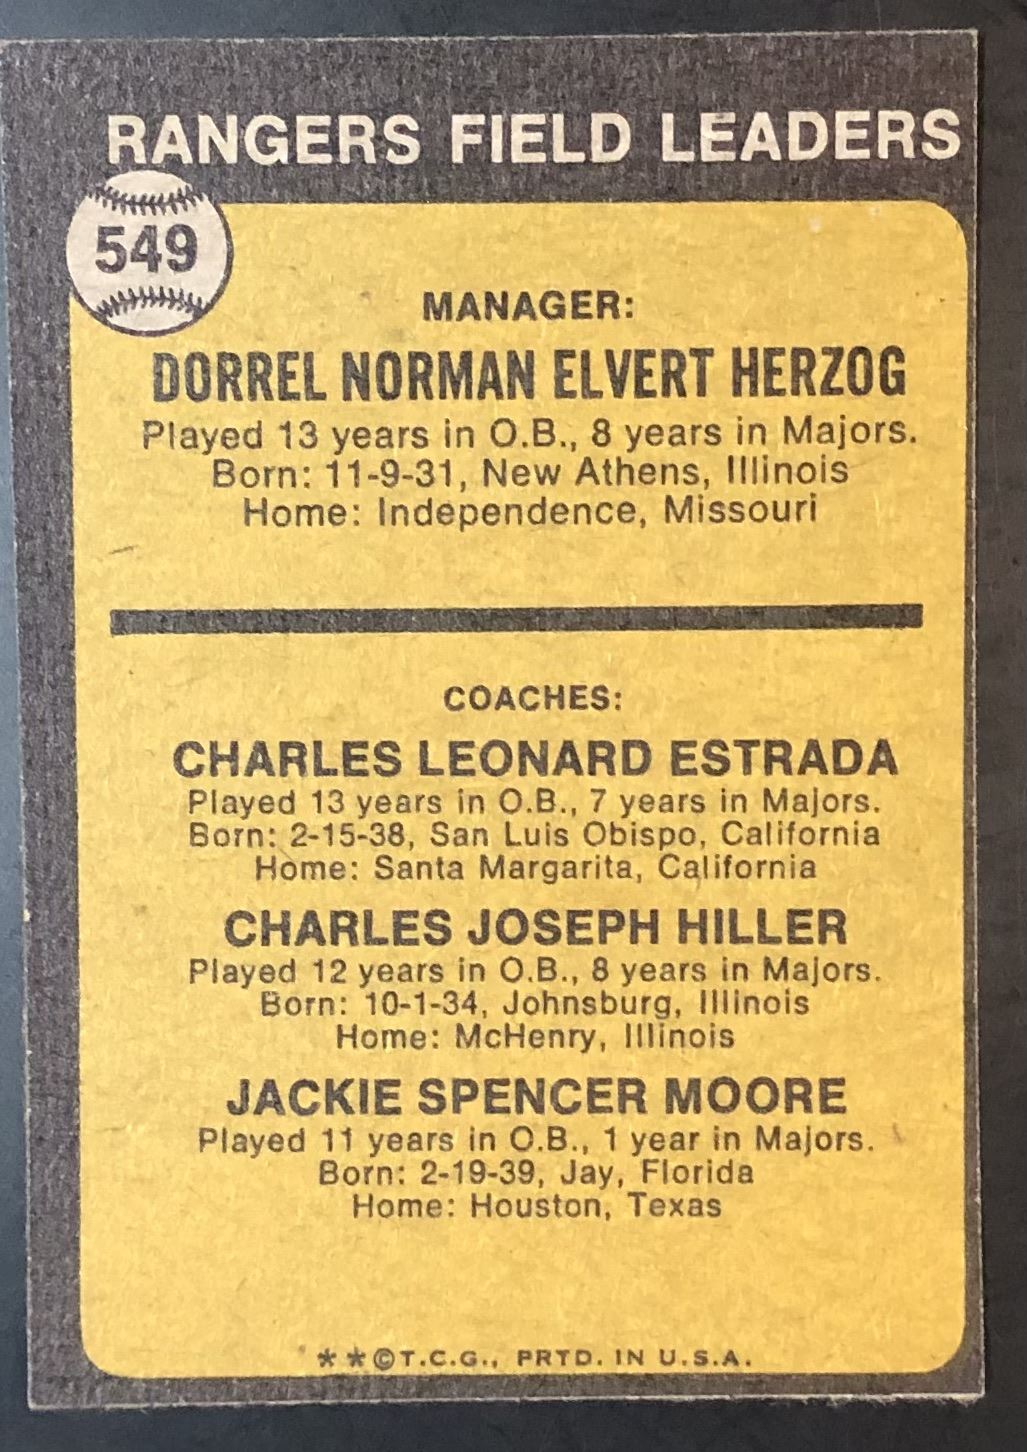 RANGERS FIELD LEADERS
549
MANAGER:
DORREL NORMAN ELVERT HERZOG
Played 13 years in O.B., 8 years in Majors.
Born: 11-9-31, New Athens, Illinois
Home: Independence, Missouri
COACHES:
CHARLES LEONARD ESTRADA
Played 13 years in O.B., 7 years in Majors.
Born: 2-15-38, San Luis Obispo, California
Home: Santa Margarita, California
CHARLES JOSEPH HILLER
Played 12 years in O.B., 8 years in Majors.
Born: 10-1-34, Johnsburg, Illinois
Home: McHenry, Illinois
JACKIE SPENCER MOORE
Played 11 years in O.B., 1 year in Majors.
Born: 2-19-39, Jay, Florida
Home: Houston, Texas
* * © T.C.G., PRTD. IN U.S.A.